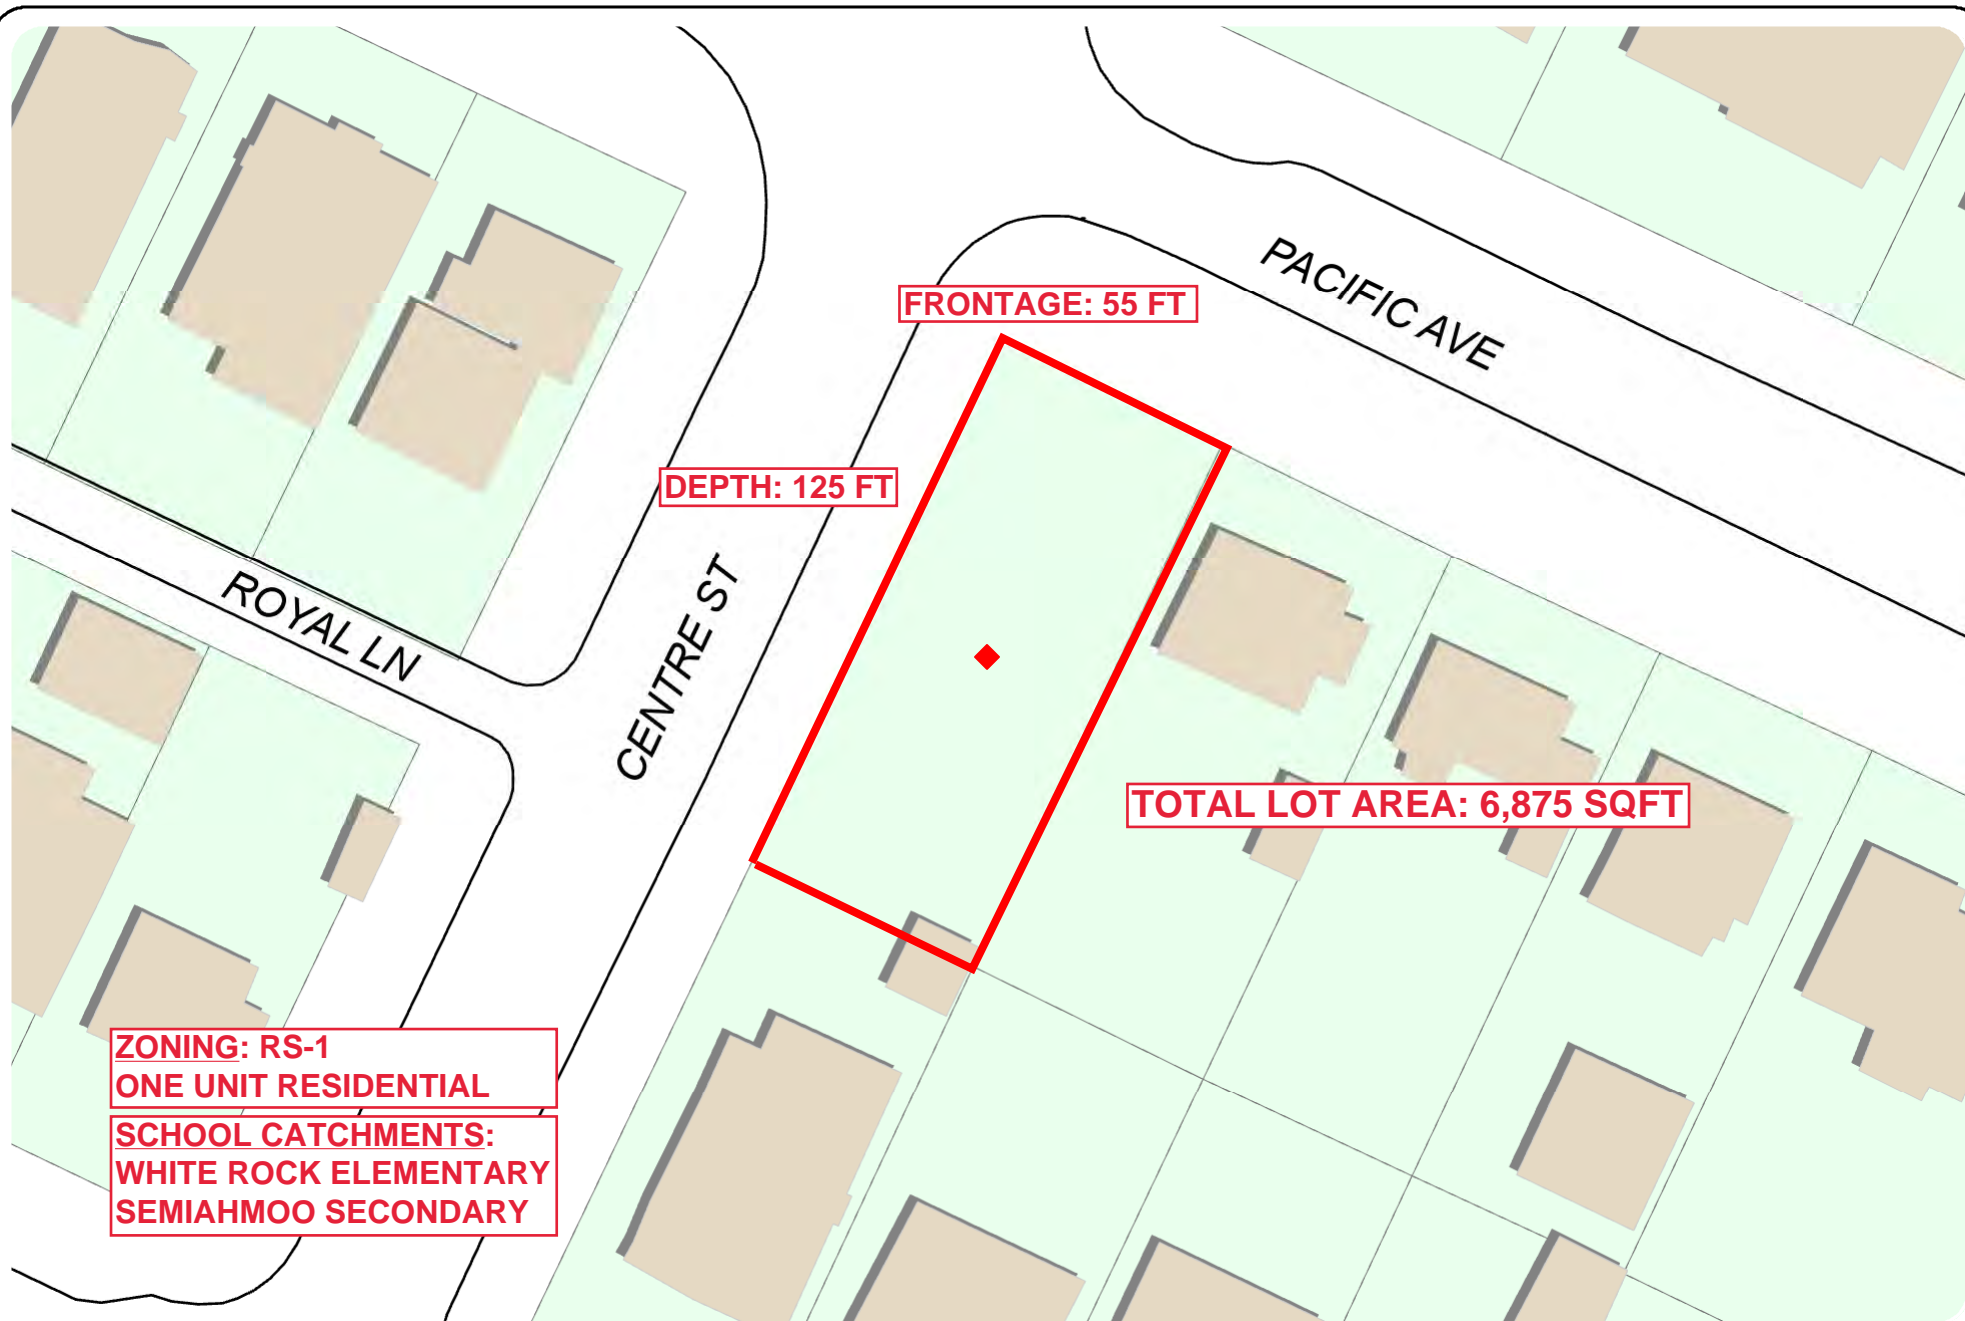 PACIFIC AVE
FRONTAGE: 55 FT
DEPTH: 125 FT
ROYAL LN
CENTRE ST
TOTAL LOT AREA: 6,875 SQFT
ZONING: RS-1
ONE UNIT RESIDENTIAL
SCHOOL CATCHMENTS:
WHITE ROCK ELEMENTARY
SEMIAHMOO SECONDARY